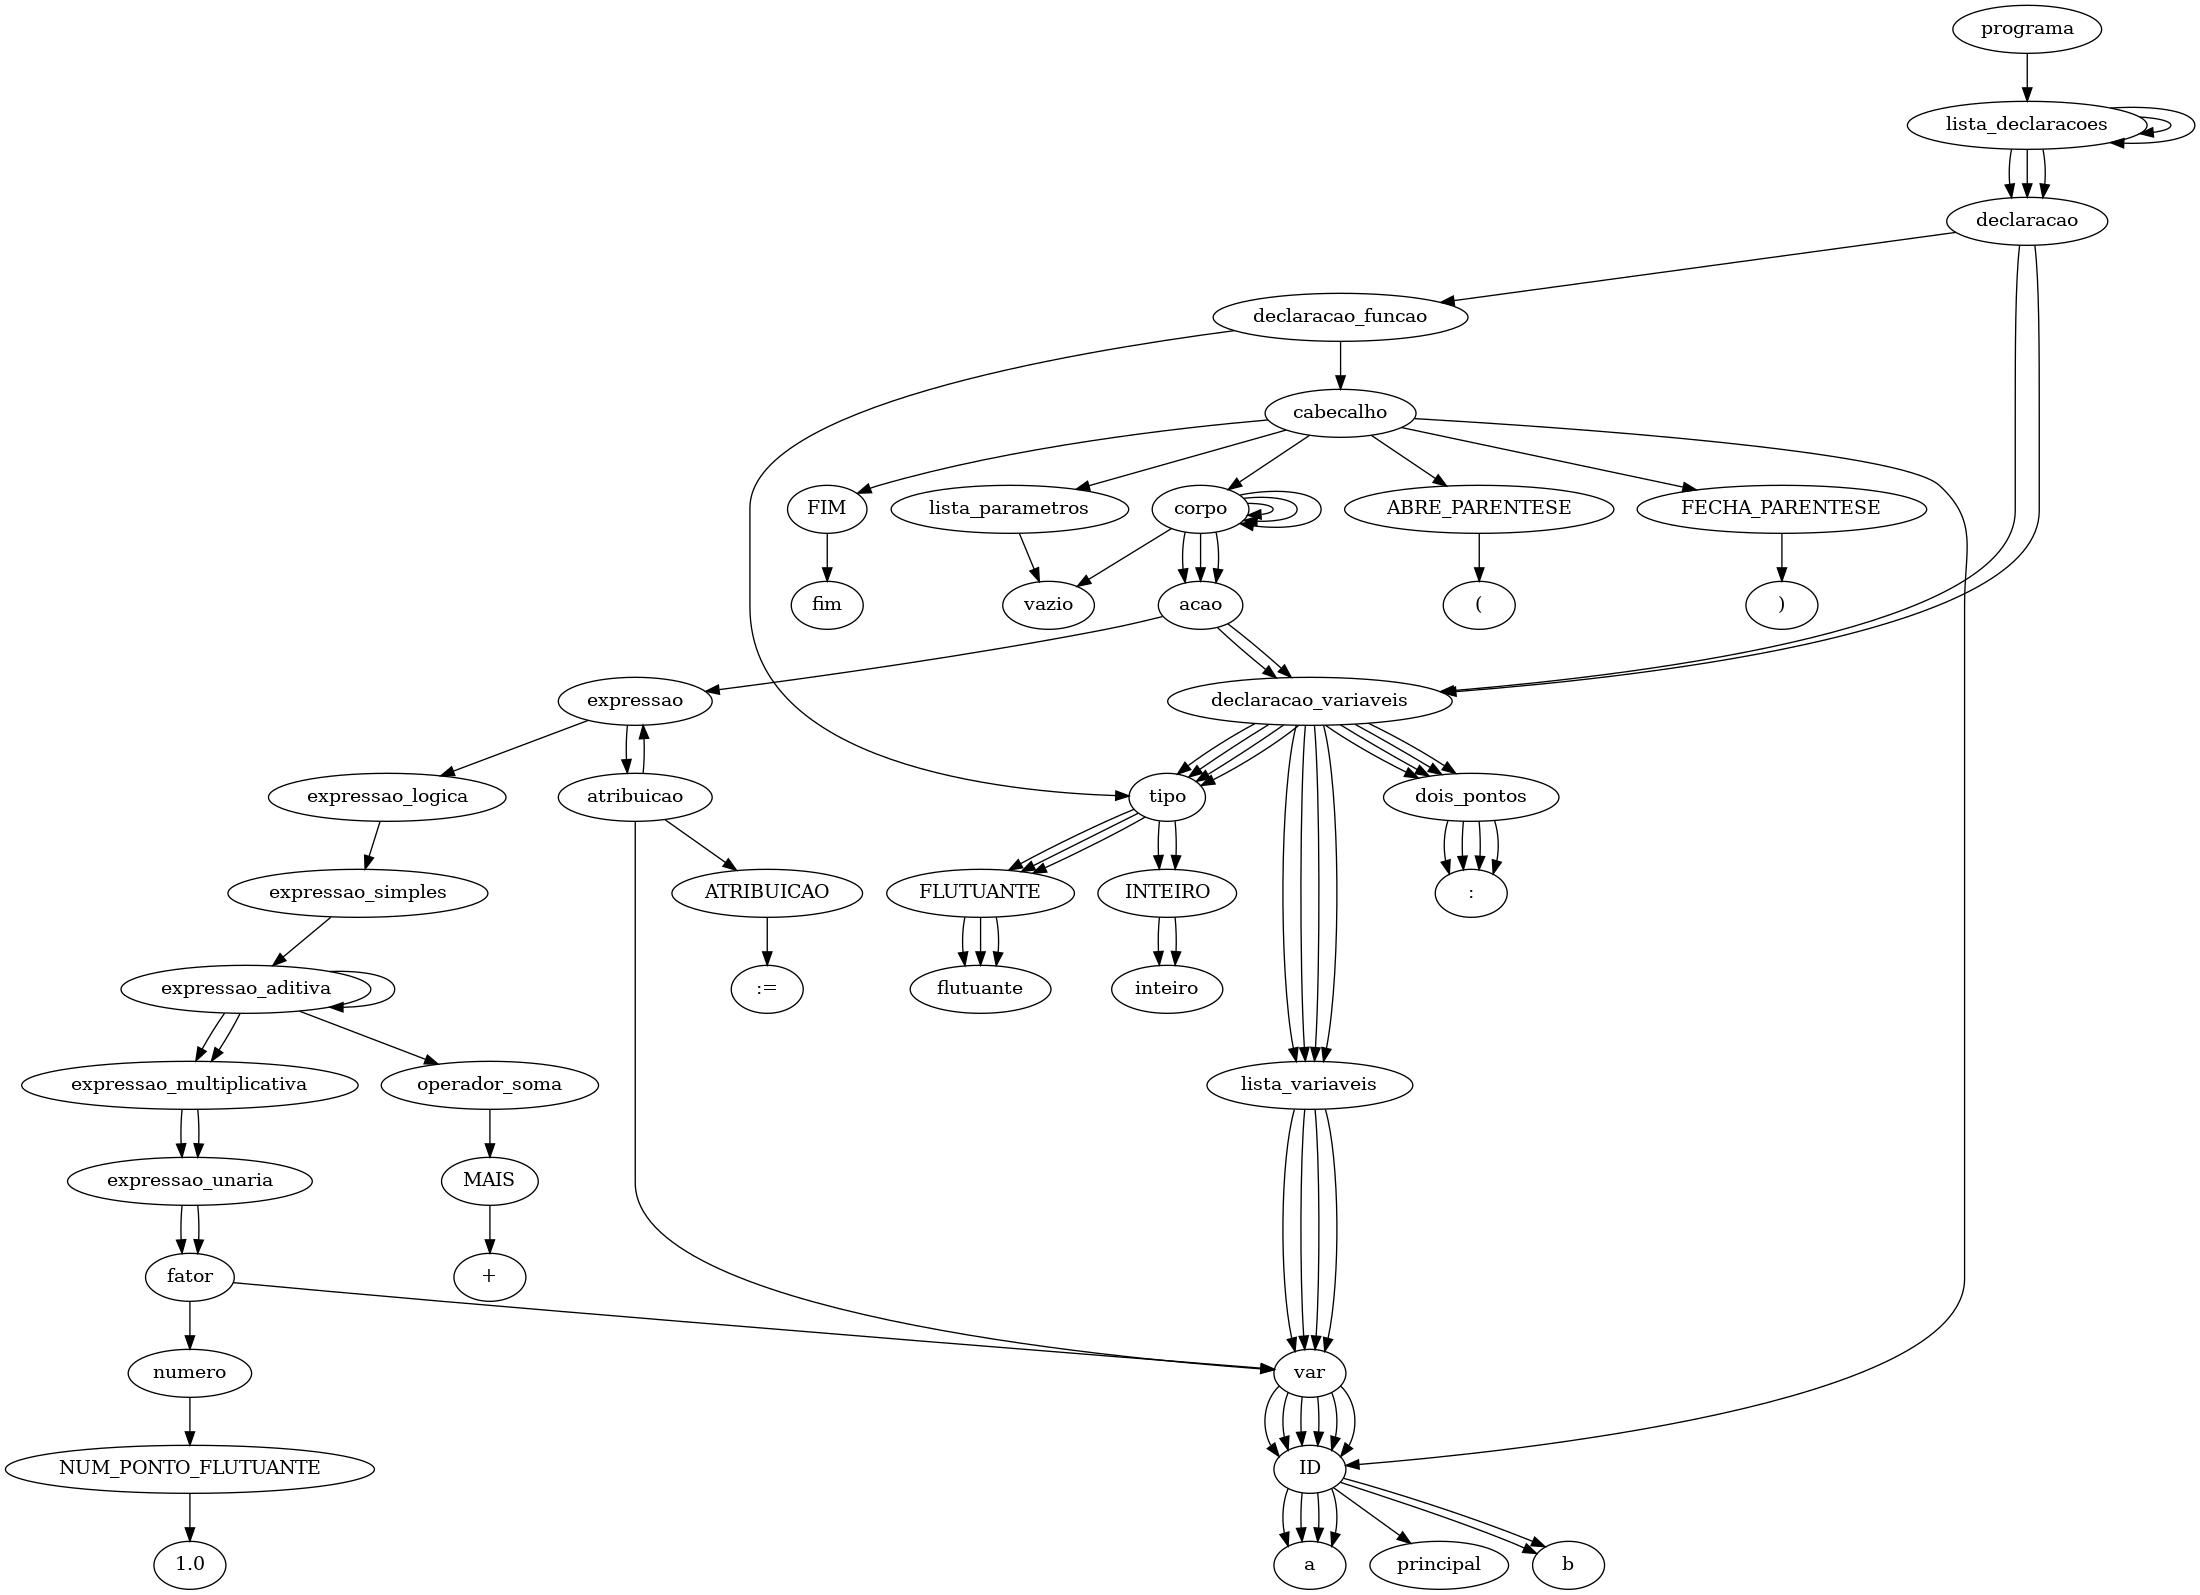 programa
lista_declaracoes
declaracao
declaracao_funcao
cabecalho
FIM
lista_parametros
corpo
ABRE_PARENTESE
FECHA_PARENTESE
fim
vazio
acao
(
)
expressao
declaracao_variaveis
expressao_logica
atribuicao
tipo
dois_pontos
expressao_simples
ATRIBUICAO
FLUTUANTE
INTEIRO
:
expressao_aditiva
:=
flutuante
inteiro
expressao_multiplicativa
operador_soma
lista_variaveis
expressao_unaria
MAIS
fator
+
numero
var
NUM_PONTO_FLUTUANTE
ID
1.0
a
principal
b